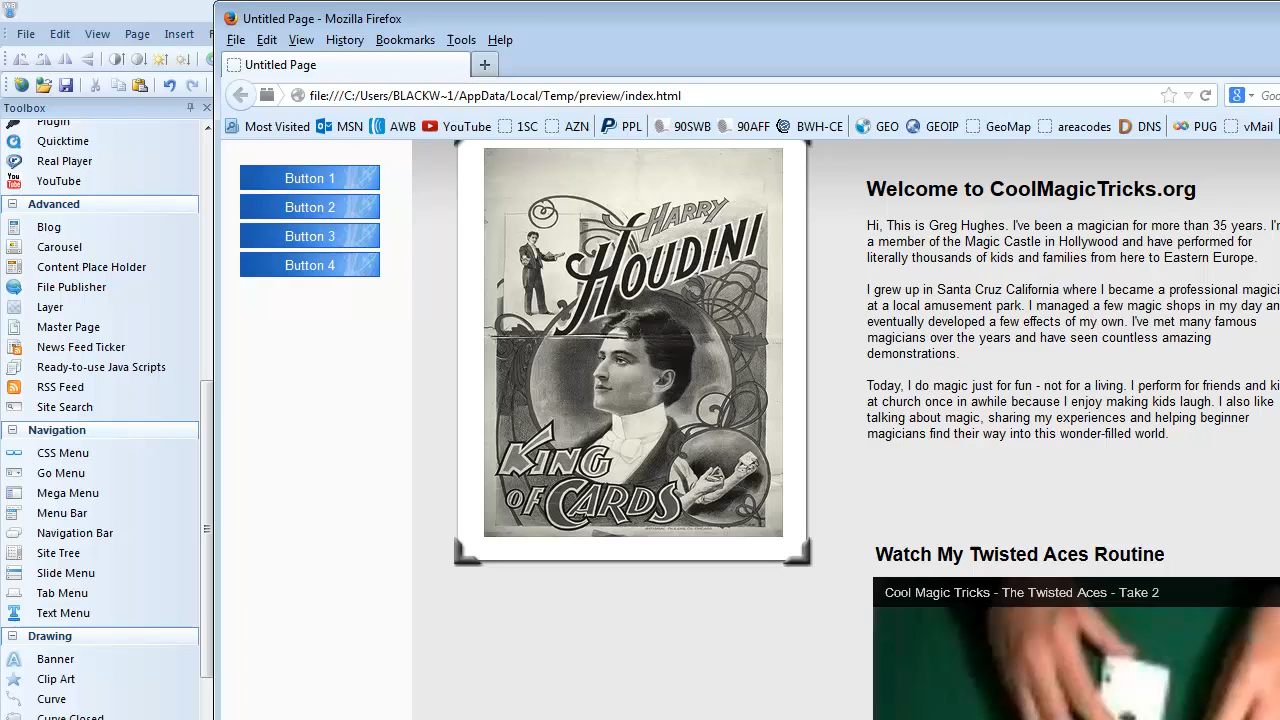 WB
File Edit View Page Insert
Toolbox
Plugin
Quicktime
Real Player
YouTube
Advanced
Blog
Carousel
Content Place Holder
File Publisher
Layer
Master Page
News Feed Ticker
Ready-to-use Java Scripts
RSS Feed
Site Search
Navigation
CSS Menu
Go Menu
Mega Menu
Menu Bar
Navigation Bar
Site Tree
Slide Menu
Tab Menu
Text Menu
Drawing
Banner
Clip Art
Curve
Curve Closed
Untitled Page - Mozilla Firefox
File Edit View History Bookmarks Tools Help
Untitled Page
file:///C:/Users/BLACKW~1/AppData/Local/Temp/preview/index.html
Goo
Most Visited MSN AWB YouTube 1SC AZN PPL 90SWB 90AFF BWH-CE GEO GEOIP GeoMap areacodes DNS PUG vMail
Button 1
Button 2
Button 3
Button 4
HARRY
HOUDINI
KING
OF CARDS
Welcome to CoolMagicTricks.org
Hi, This is Greg Hughes. I've been a magician for more than 35 years. I'm
a member of the Magic Castle in Hollywood and have performed for
literally thousands of kids and families from here to Eastern Europe.
I grew up in Santa Cruz California where I became a professional magici
at a local amusement park. I managed a few magic shops in my day an
eventually developed a few effects of my own. I've met many famous
magicians over the years and have seen countless amazing
demonstrations.
Today, I do magic just for fun - not for a living. I perform for friends and ki
at church once in awhile because I enjoy making kids laugh. I also like
talking about magic, sharing my experiences and helping beginner
magicians find their way into this wonder-filled world.
Watch My Twisted Aces Routine
Cool Magic Tricks - The Twisted Aces - Take 2